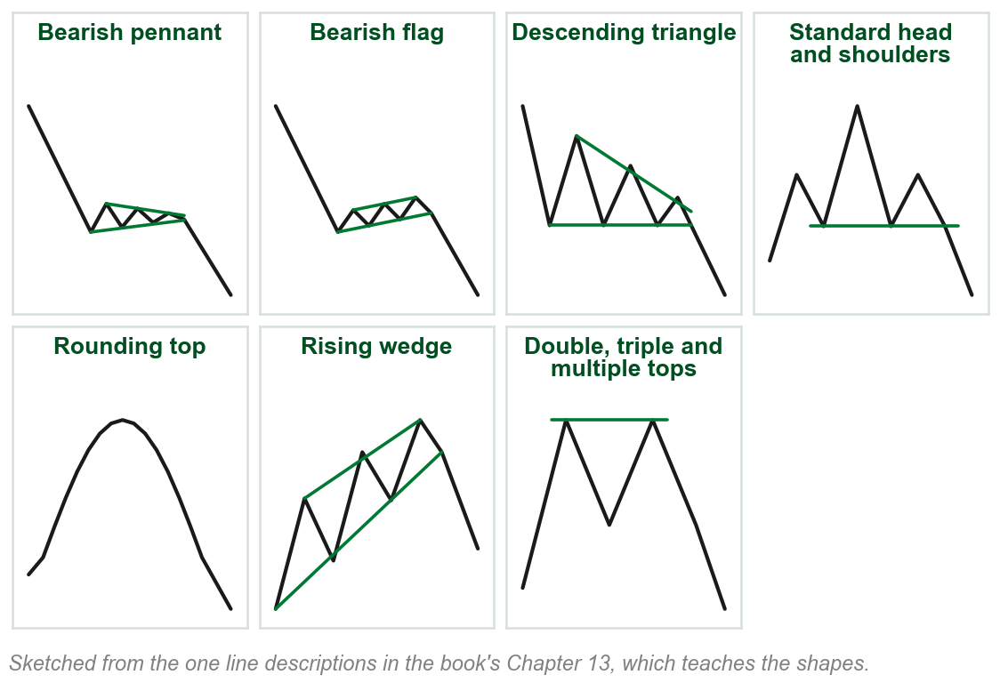 Bearish pennant
Bearish flag
Descending triangle
Standard head
and shoulders
Rounding top
Rising wedge
Double, triple and
multiple tops
Sketched from the one line descriptions in the book's Chapter 13, which teaches the shapes.